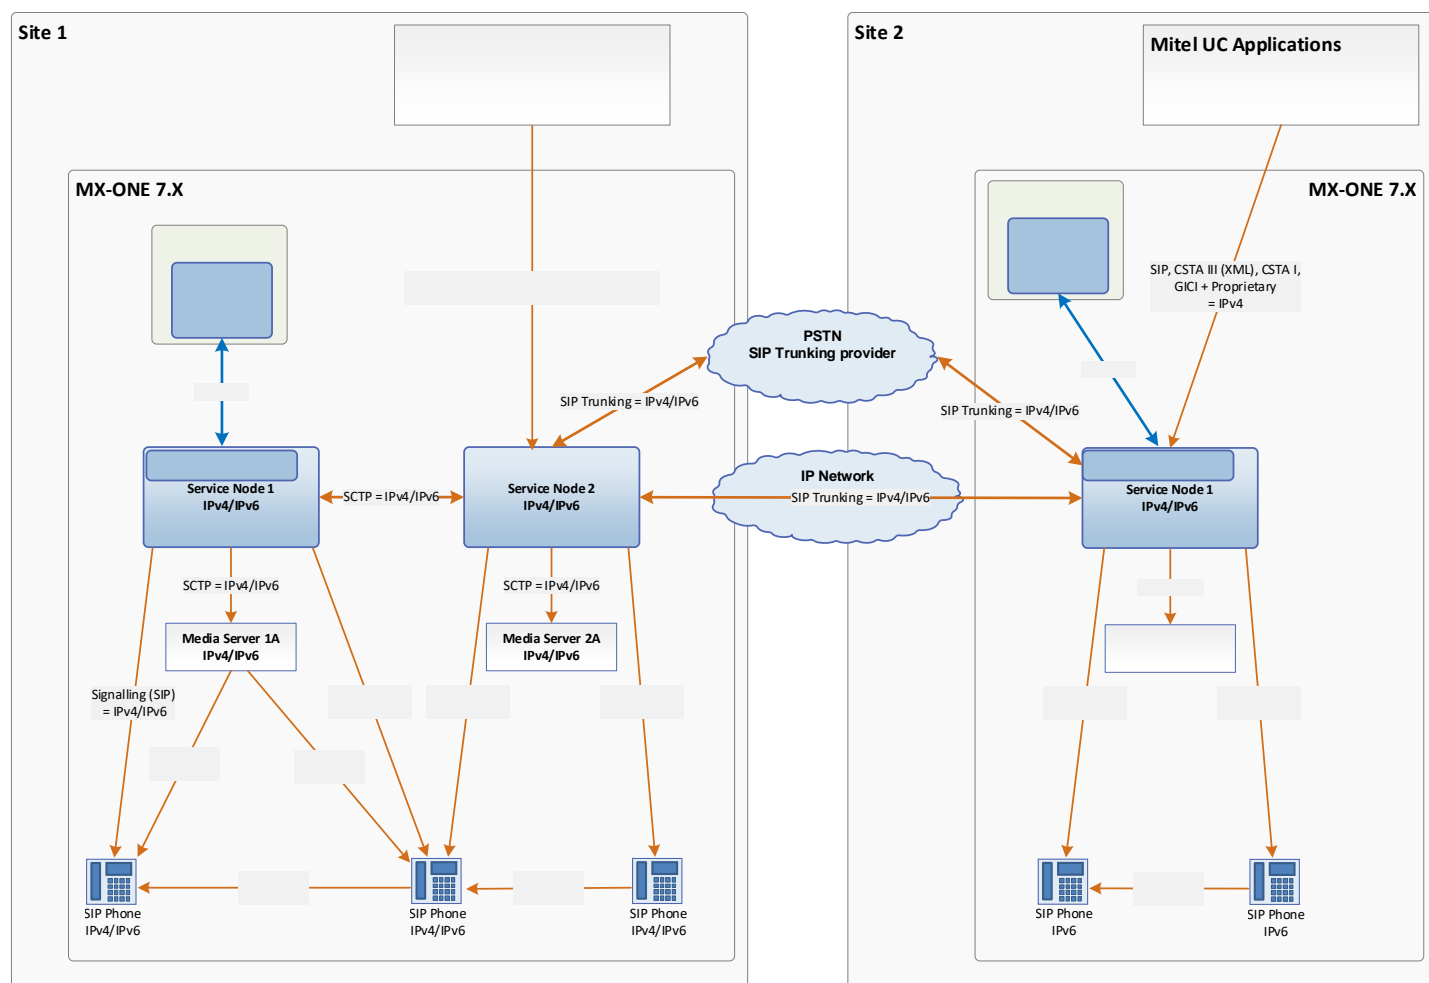 Site 1
MX-ONE 7.X
SIP Trunking = IPv4/IPv6
Service Node 1
IPv4/IPv6
SCTP = IPv4/IPv6
Service Node 2
IPv4/IPv6
SCTP = IPv4/IPv6
SCTP = IPv4/IPv6
Media Server 1A
IPv4/IPv6
Media Server 2A
IPv4/IPv6
Signalling (SIP)
= IPv4/IPv6
SIP Phone
IPv4/IPv6
SIP Phone
IPv4/IPv6
SIP Phone
IPv4/IPv6
PSTN
SIP Trunking provider
IP Network
SIP Trunking = IPv4/IPv6
Site 2
Mitel UC Applications
MX-ONE 7.X
SIP, CSTA III (XML), CSTA I,
GICI + Proprietary
= IPv4
SIP Trunking = IPv4/IPv6
Service Node 1
IPv4/IPv6
SIP Phone
IPv6
SIP Phone
IPv6